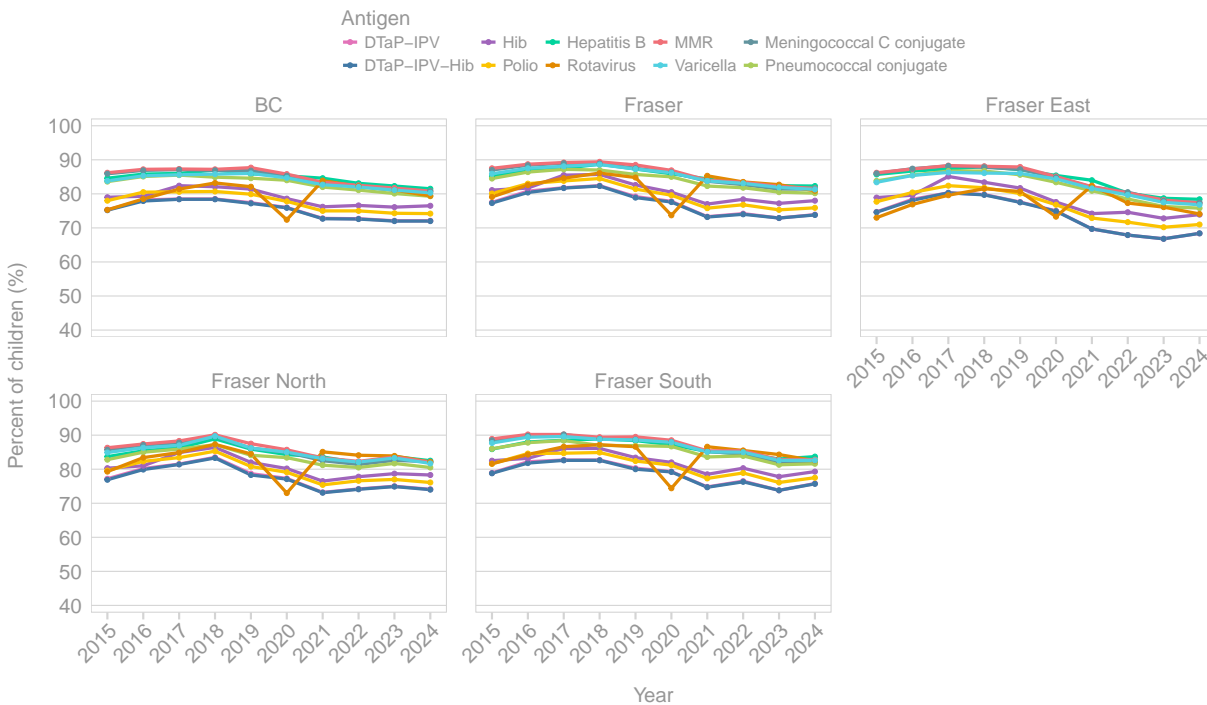 Antigen
DTaP−IPV Hib Hepatitis B MMR Meningococcal C conjugate
DTaP−IPV−Hib Polio Rotavirus Varicella Pneumococcal conjugate
BC Fraser Fraser East
100
90
80
70
60
50
40
2015 2016 2017 2018 2019 2020 2021 2022 2023 2024
Percent of children (%)
Fraser North Fraser South
100
90
80
70
60
50
40
2015 2016 2017 2018 2019 2020 2021 2022 2023 2024 2015 2016 2017 2018 2019 2020 2021 2022 2023 2024
Year